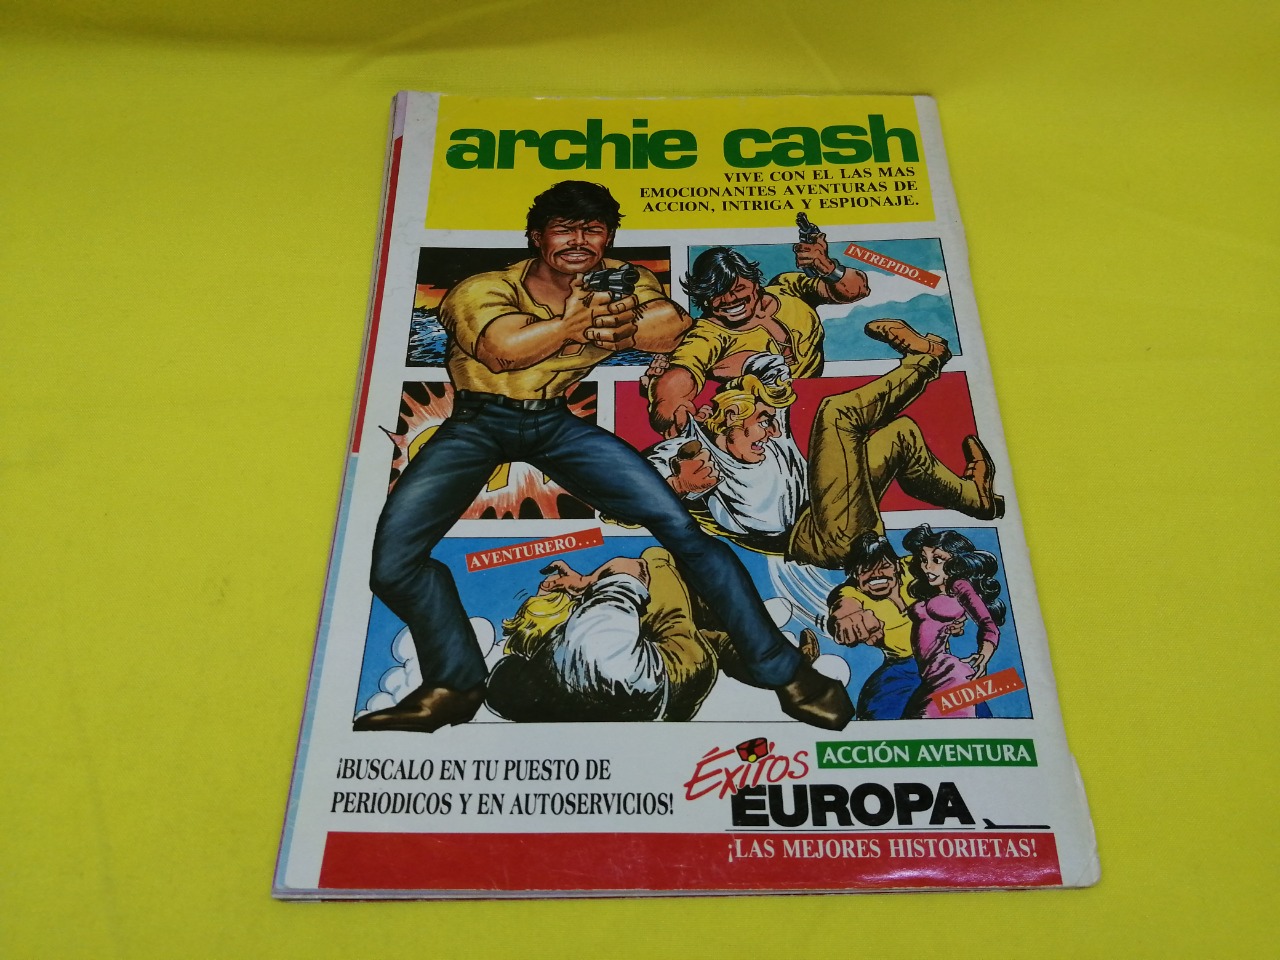 archie cash
VIVE CON EL LAS MAS
EMOCIONANTES AVENTURAS DE
ACCION, INTRIGA Y ESPIONAJE.
INTREPIDO...
AVENTURERO...
AUDAZ...
¡BUSCALO EN TU PUESTO DE
PERIODICOS Y EN AUTOSERVICIOS!
Éxitos
ACCIÓN AVENTURA
EUROPA
¡LAS MEJORES HISTORIETAS!